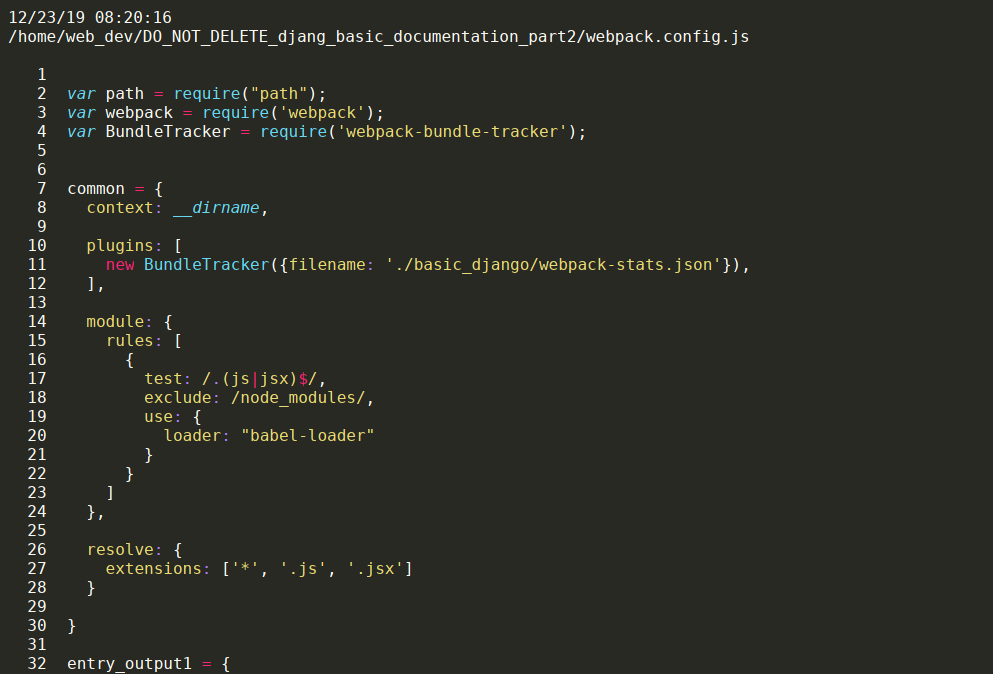 12/23/19 08:20:16
/home/web_dev/DO_NOT_DELETE_djang_basic_documentation_part2/webpack.config.js
1
2 var path = require("path");
3 var webpack = require('webpack');
4 var BundleTracker = require('webpack-bundle-tracker');
5
6
7 common = {
8 context: __dirname,
9
10 plugins: [
11 new BundleTracker({filename: './basic_django/webpack-stats.json'}),
12 ],
13
14 module: {
15 rules: [
16 {
17 test: /.(js|jsx)$/,
18 exclude: /node_modules/,
19 use: {
20 loader: "babel-loader"
21 }
22 }
23 ]
24 },
25
26 resolve: {
27 extensions: ['*', '.js', '.jsx']
28 }
29
30 }
31
32 entry_output1 = {